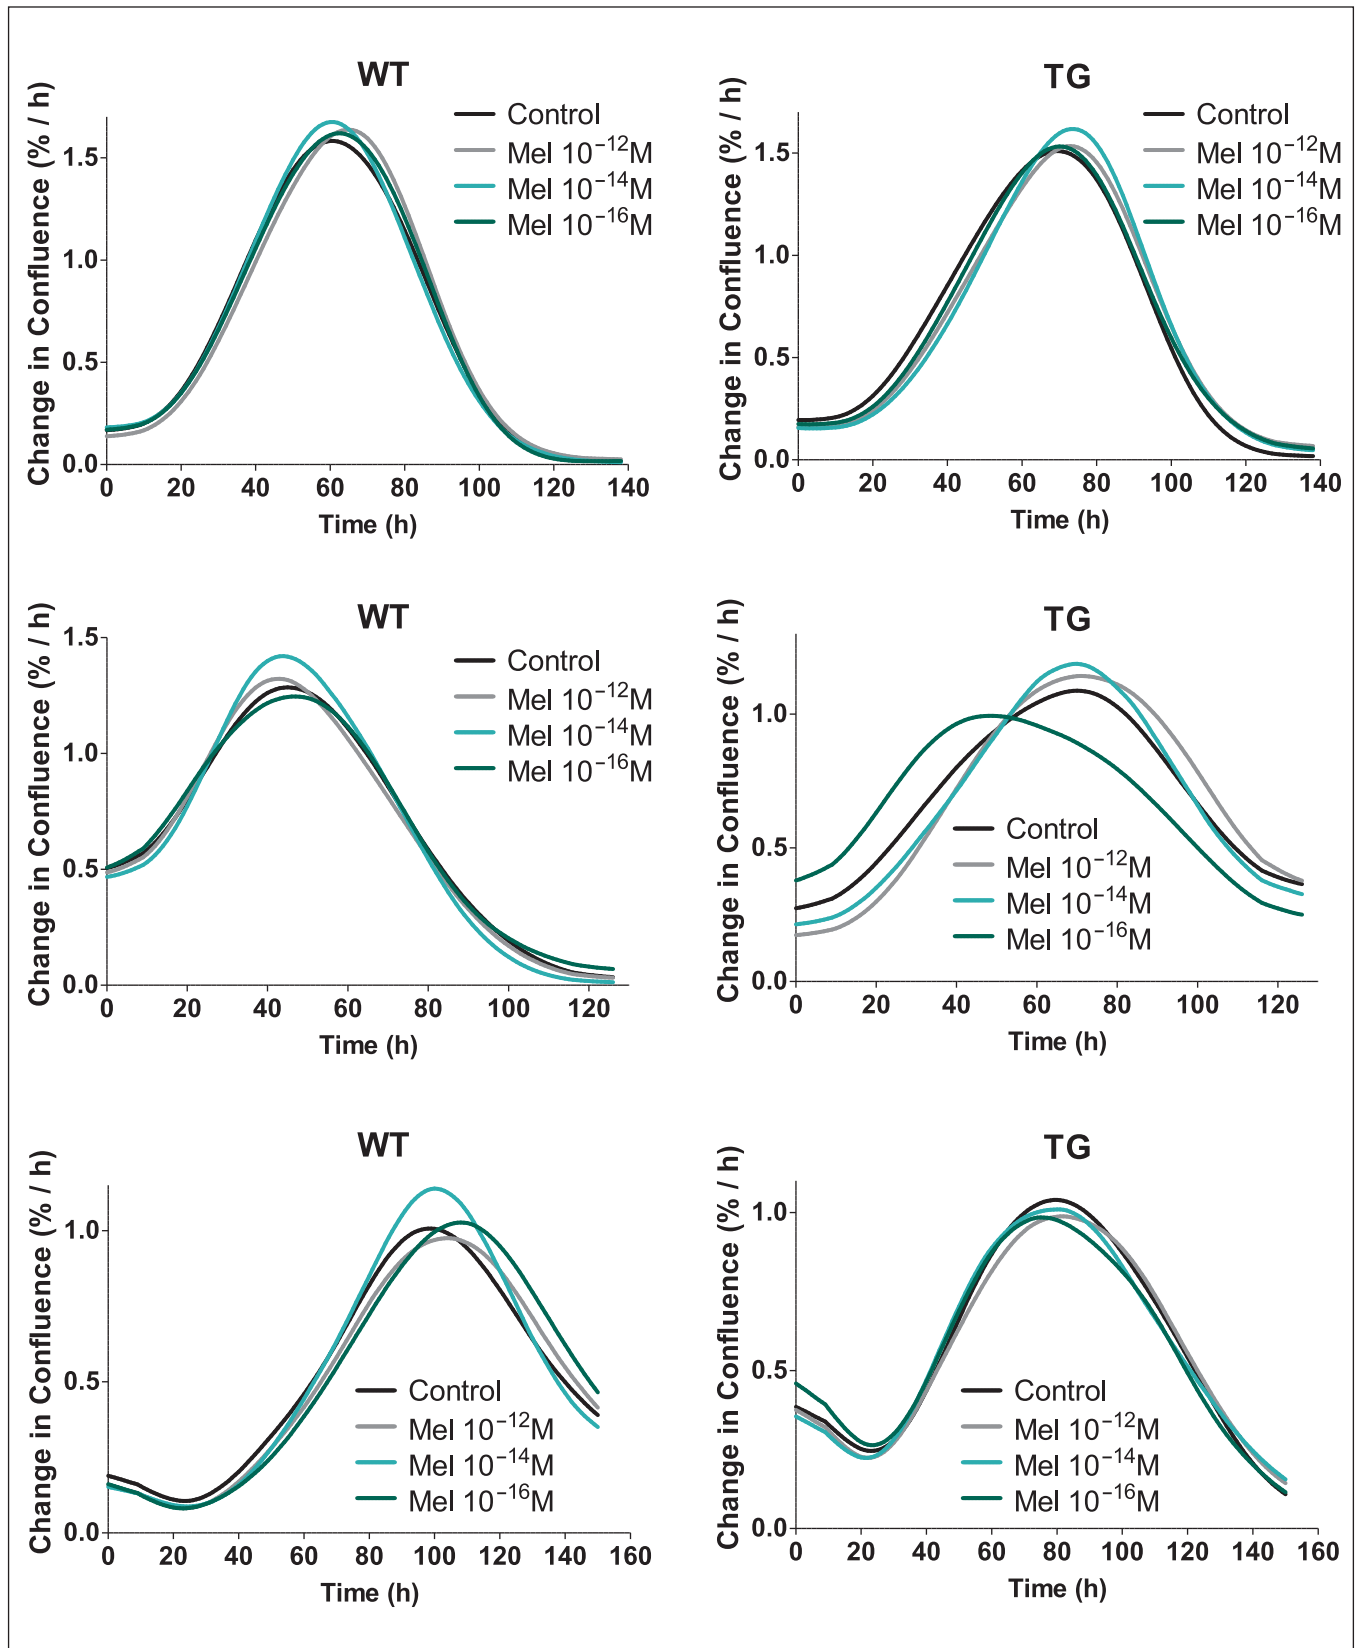 WT
Change in Confluence (% / h)
Control
Mel 10⁻¹²M
Mel 10⁻¹⁴M
Mel 10⁻¹⁶M
1.5
1.0
0.5
0.0
0 20 40 60 80 100 120 140
Time (h)
TG
Change in Confluence (% / h)
Control
Mel 10⁻¹²M
Mel 10⁻¹⁴M
Mel 10⁻¹⁶M
1.5
1.0
0.5
0.0
0 20 40 60 80 100 120 140
Time (h)
WT
Change in Confluence (% / h)
Control
Mel 10⁻¹²M
Mel 10⁻¹⁴M
Mel 10⁻¹⁶M
1.5
1.0
0.5
0.0
0 20 40 60 80 100 120
Time (h)
TG
Change in Confluence (% / h)
1.0
0.5
0.0
Control
Mel 10⁻¹²M
Mel 10⁻¹⁴M
Mel 10⁻¹⁶M
0 20 40 60 80 100 120
Time (h)
WT
Change in Confluence (% / h)
1.0
0.5
0.0
Control
Mel 10⁻¹²M
Mel 10⁻¹⁴M
Mel 10⁻¹⁶M
0 20 40 60 80 100 120 140 160
Time (h)
TG
Change in Confluence (% / h)
1.0
0.5
0.0
Control
Mel 10⁻¹²M
Mel 10⁻¹⁴M
Mel 10⁻¹⁶M
0 20 40 60 80 100 120 140 160
Time (h)